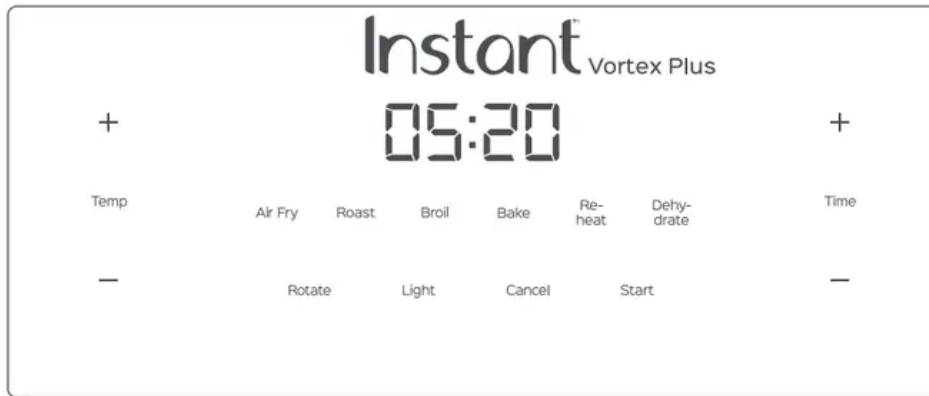 Instant™ Vortex Plus
+ 05:20 +
Temp Air Fry Roast Broil Bake Re- Dehy- Time
heat drate
− Rotate Light Cancel Start −